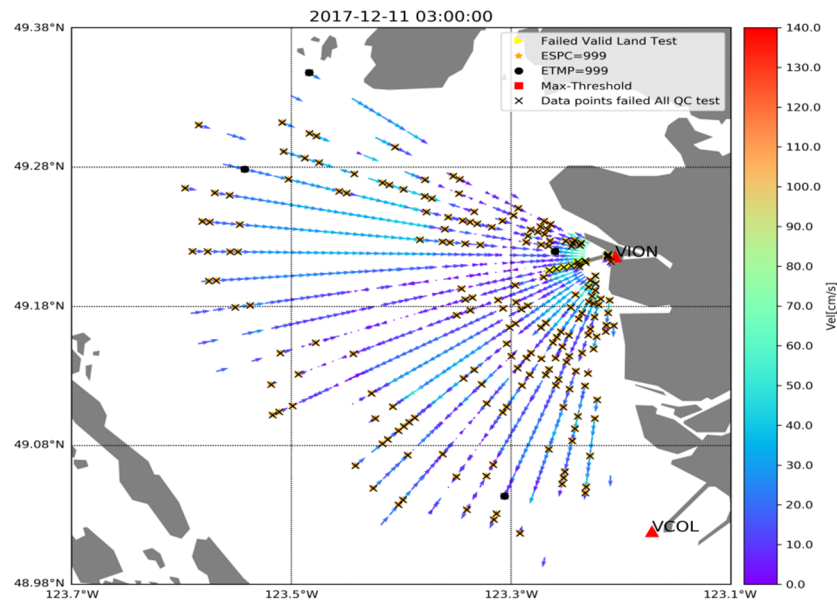 2017-12-11 03:00:00
49.38°N
49.28°N
49.18°N
49.08°N
48.98°N
123.7°W
123.5°W
123.3°W
123.1°W
Failed Valid Land Test
ESPC=999
ETMP=999
Max-Threshold
Data points failed All QC test
VION
VCOL
140.0
130.0
120.0
110.0
100.0
90.0
80.0
70.0
60.0
50.0
40.0
30.0
20.0
10.0
0.0
Vel[cm/s]